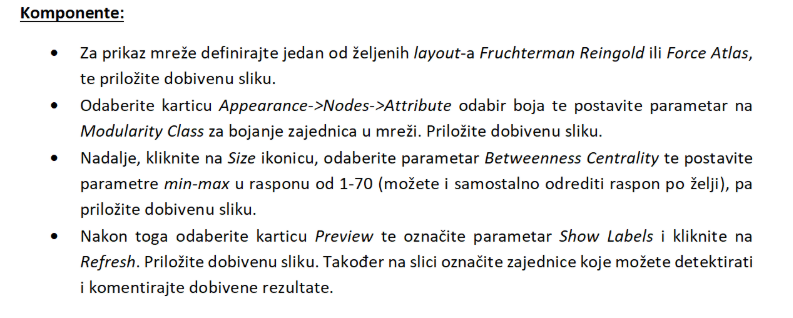 Komponente:
• Za prikaz mreže definirajte jedan od željenih layout-a Fruchterman Reingold ili Force Atlas,
te priložite dobivenu sliku.
• Odaberite karticu Appearance->Nodes->Attribute odabir boja te postavite parametar na
Modularity Class za bojanje zajednica u mreži. Priložite dobivenu sliku.
• Nadalje, kliknite na Size ikonicu, odaberite parametar Betweenness Centrality te postavite
parametre min-max u rasponu od 1-70 (možete i samostalno odrediti raspon po želji), pa
priložite dobivenu sliku.
• Nakon toga odaberite karticu Preview te označite parametar Show Labels i kliknite na
Refresh. Priložite dobivenu sliku. Također na slici označite zajednice koje možete detektirati
i komentirajte dobivene rezultate.